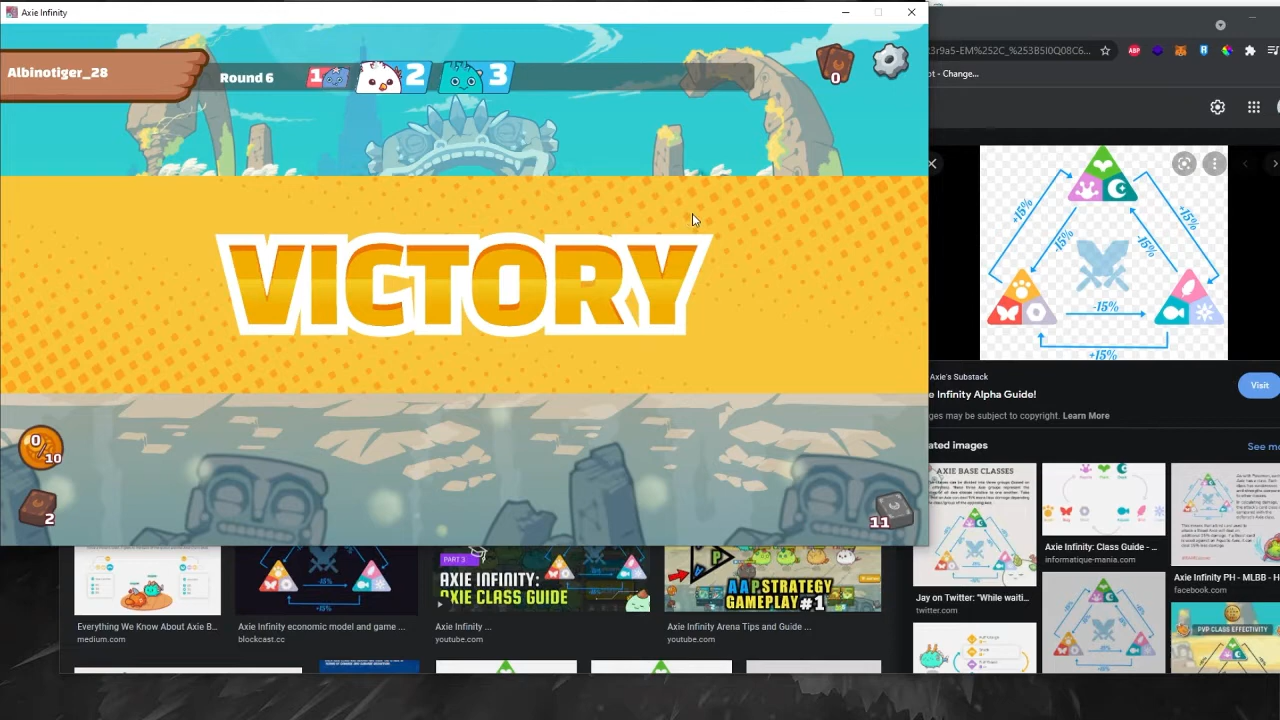 Axie Infinity
Albinotiger_28
Round 6
1
2
3
0
VICTORY
0
10
2
11
ot - Change...
ABP
+15%
-15%
-15%
+15%
-15%
+15%
Axie's Substack
e Infinity Alpha Guide!
ges may be subject to copyright. Learn More
Visit
ated images
See mo
AXIE BASE CLASSES
Jay on Twitter: "While waiti...
twitter.com
Axie Infinity: Class Guide - ...
informatique-mania.com
Axie Infinity PH - MLBB - H
facebook.com
PVP CLASS EFFECTIVITY
Everything We Know About Axie B...
medium.com
-15%
+15%
Axie Infinity economic model and game ...
blockcast.cc
PART 3
AXIE INFINITY:
AXIE CLASS GUIDE
Axie Infinity ...
youtube.com
P
AAP STRATEGY
GAMEPLAY #1
Axie Infinity Arena Tips and Guide ...
youtube.com